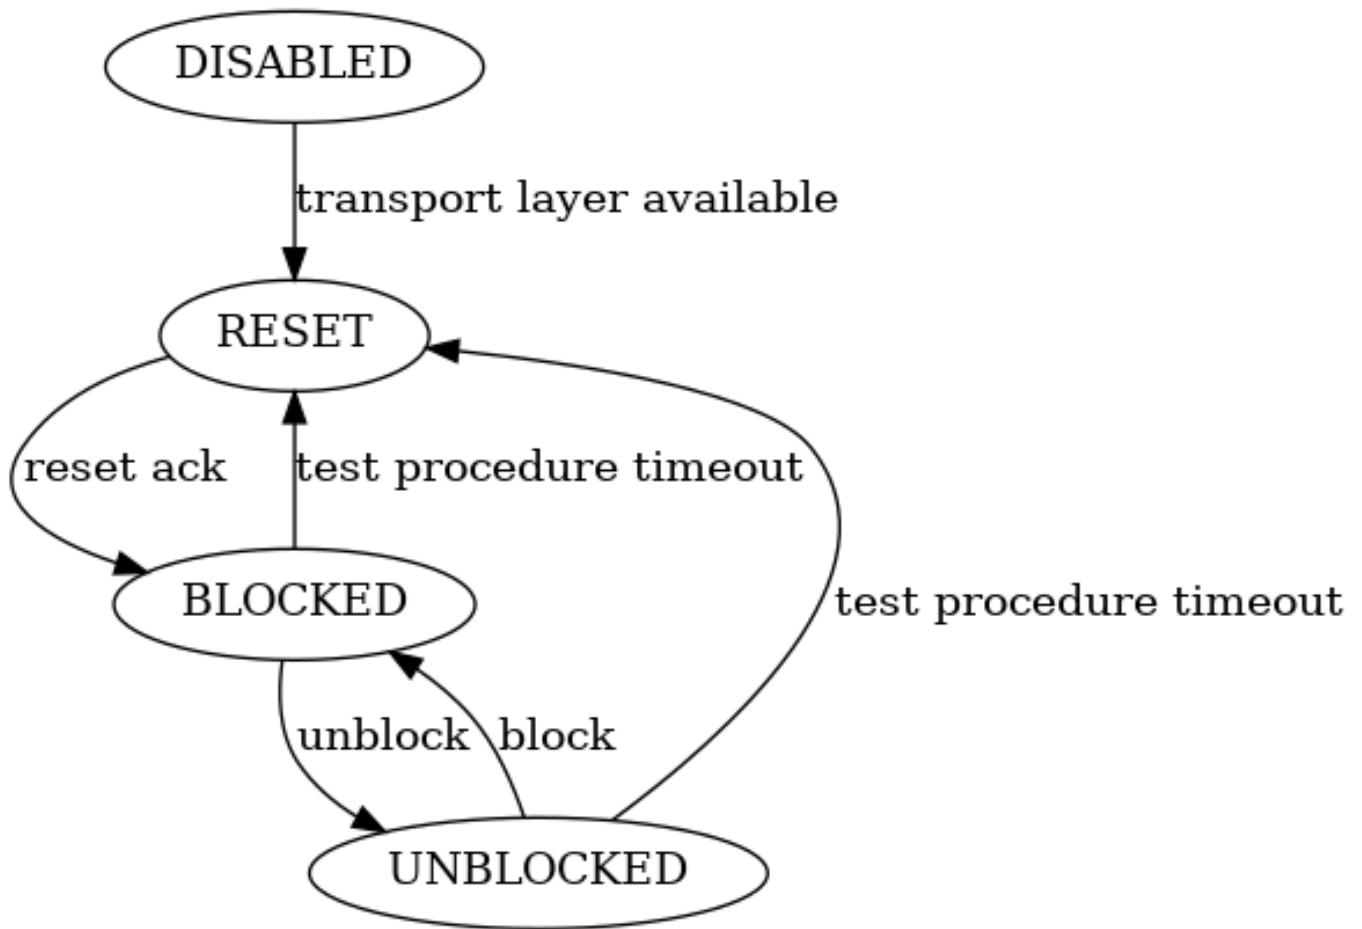 DISABLED
transport layer available
RESET
reset ack
test procedure timeout
BLOCKED
test procedure timeout
unblock
block
UNBLOCKED